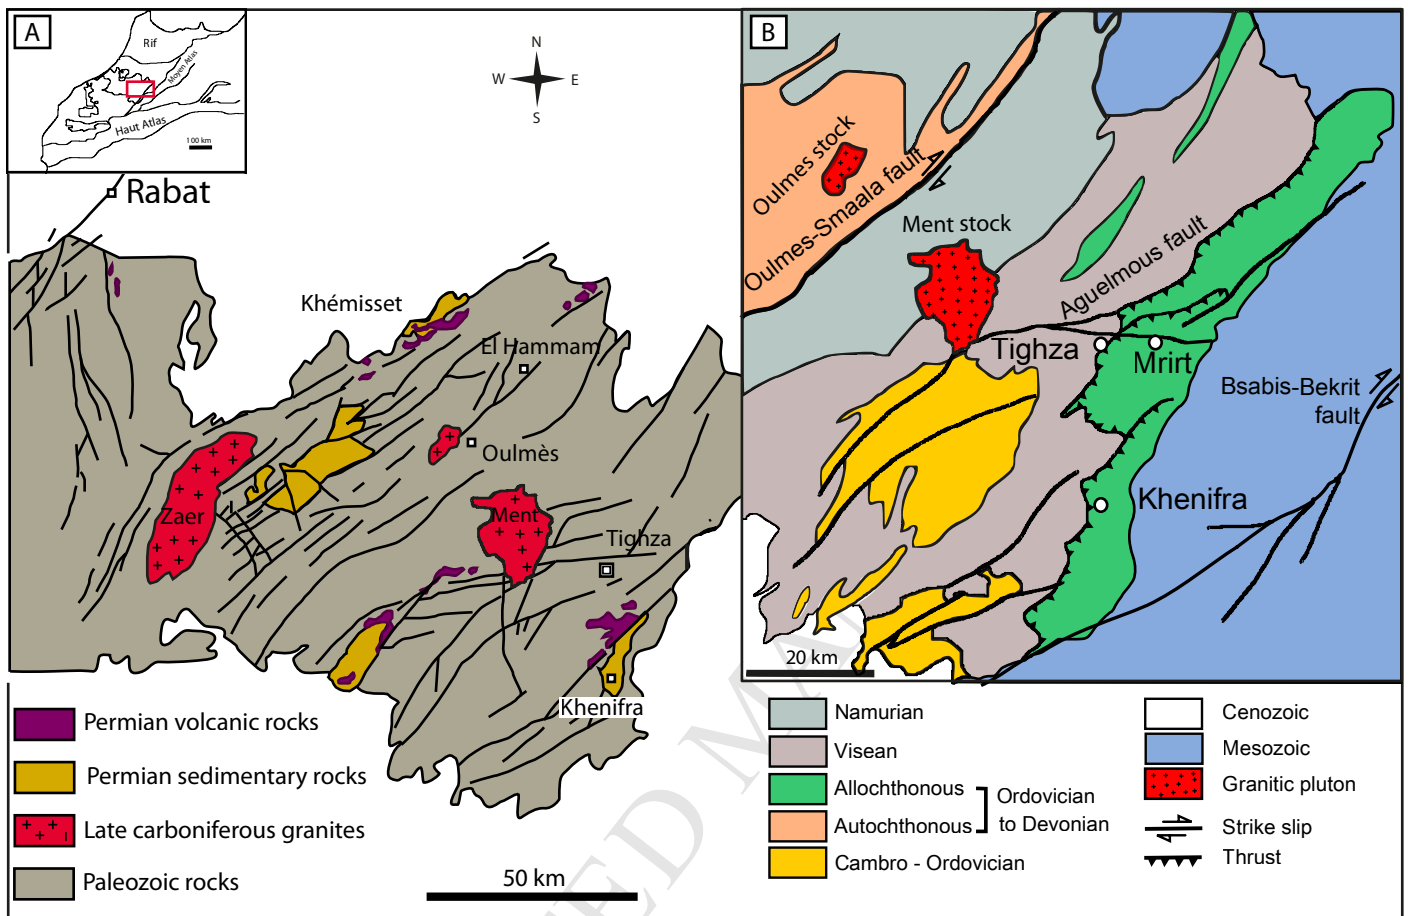 A
Rif
Moyen Atlas
Haut Atlas
100 km
N
W
E
S
Rabat
Khémisset
El Hammam
Oulmès
Zaer
Ment
Tighza
Khenifra
Permian volcanic rocks
Permian sedimentary rocks
Late carboniferous granites
Paleozoic rocks
50 km
B
Oulmes stock
Oulmes-Smaala fault
Ment stock
Aguelmous fault
Tighza
Mrirt
Bsabis-Bekrit
fault
Khenifra
20 km
Namurian
Visean
Allochthonous
Autochthonous
Ordovician
to Devonian
Cambro - Ordovician
Cenozoic
Mesozoic
Granitic pluton
Strike slip
Thrust